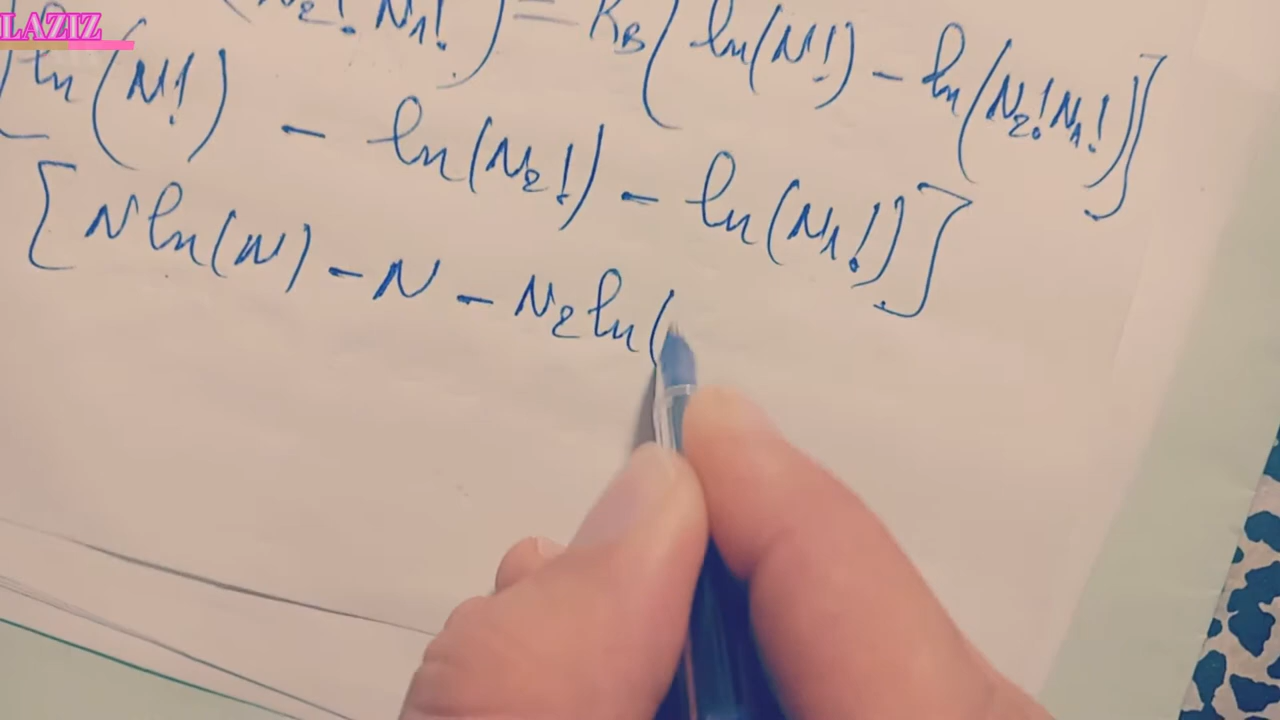 LAZIZ
N₂! N₁!) = k_B(ln(N!) - ln(N₂!N₁!)]
[ln(N!) - ln(N₂!) - ln(N₁!)]
[N ln(N) - N - N₂ ln(